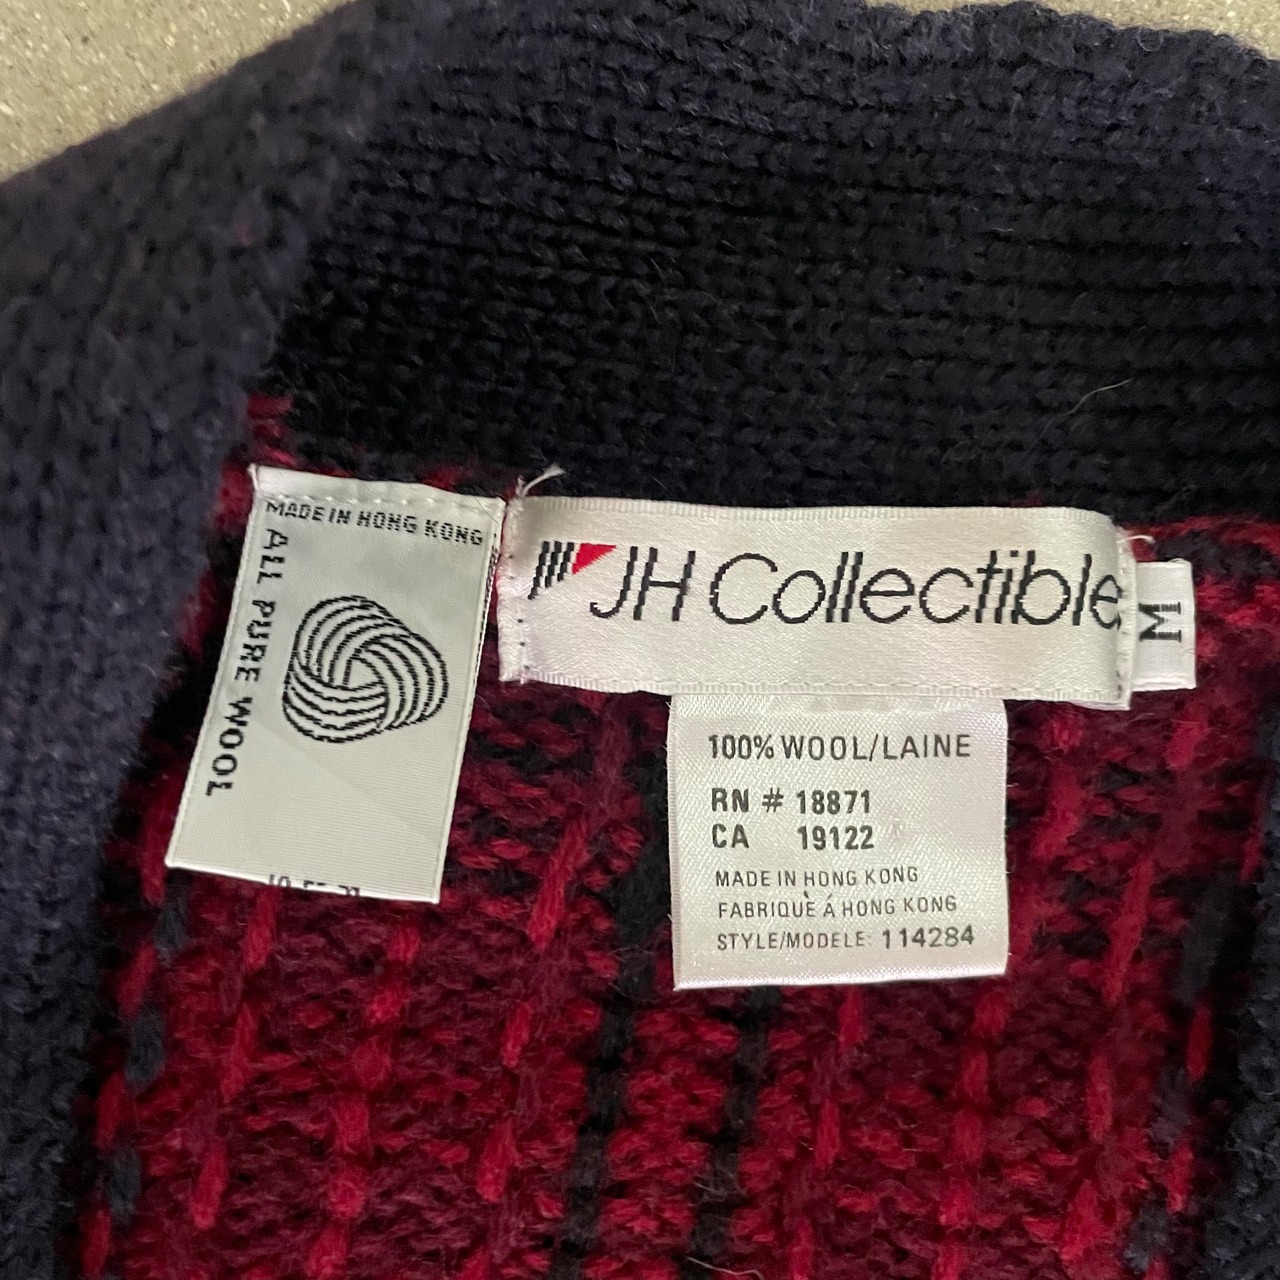 MADE IN HONG KONG
ALL PURE WOOL
JH Collectible
M
100% WOOL/LAINE
RN # 18871
CA 19122
MADE IN HONG KONG
FABRIQUÈ Á HONG KONG
STYLE/MODELE: 114284